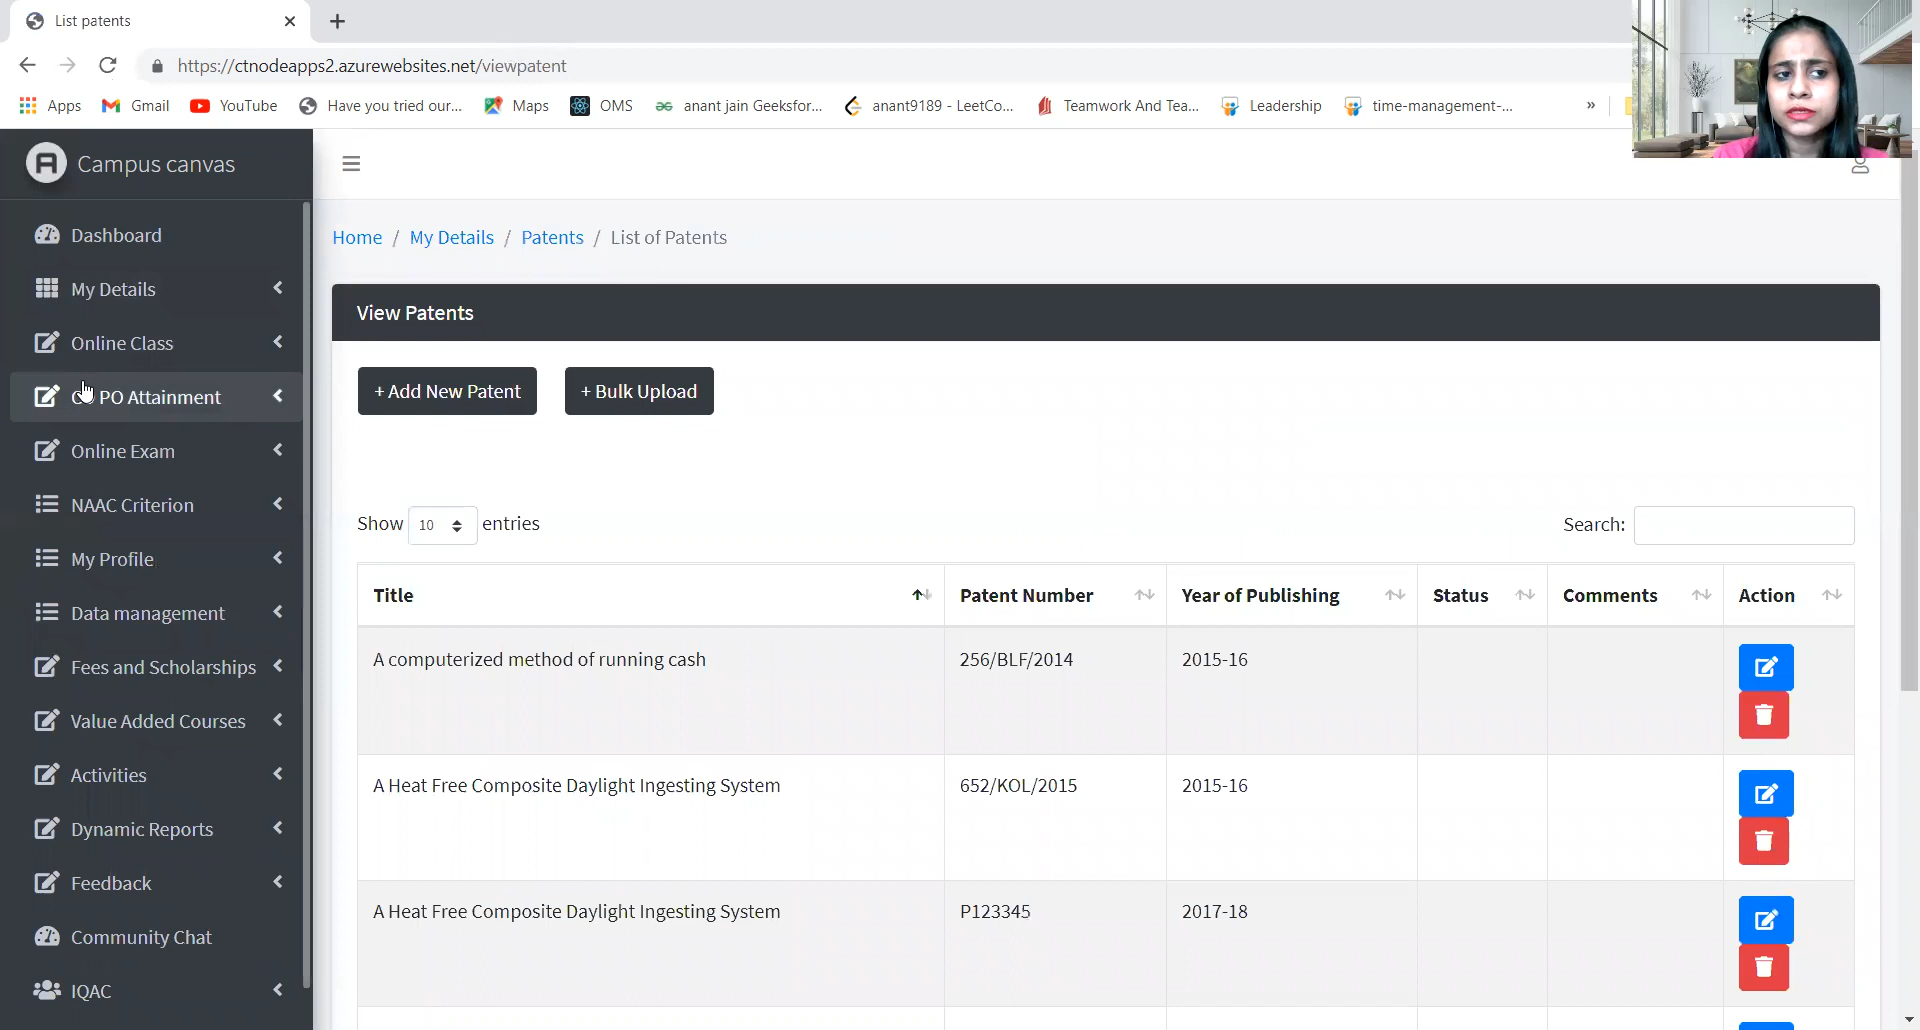 List patents
https://ctnodeapps2.azurewebsites.net/viewpatent
Apps Gmail YouTube Have you tried our... Maps OMS anant jain Geeksfor... anant9189 - LeetCo... Teamwork And Tea... Leadership time-management-... »
A Campus canvas
Dashboard
My Details
Online Class
PO Attainment
Online Exam
NAAC Criterion
My Profile
Data management
Fees and Scholarships
Value Added Courses
Activities
Dynamic Reports
Feedback
Community Chat
IQAC
Home / My Details / Patents / List of Patents
View Patents
+ Add New Patent + Bulk Upload
Show 10 entries Search:
Title Patent Number Year of Publishing Status Comments Action
A computerized method of running cash 256/BLF/2014 2015-16
A Heat Free Composite Daylight Ingesting System 652/KOL/2015 2015-16
A Heat Free Composite Daylight Ingesting System P123345 2017-18